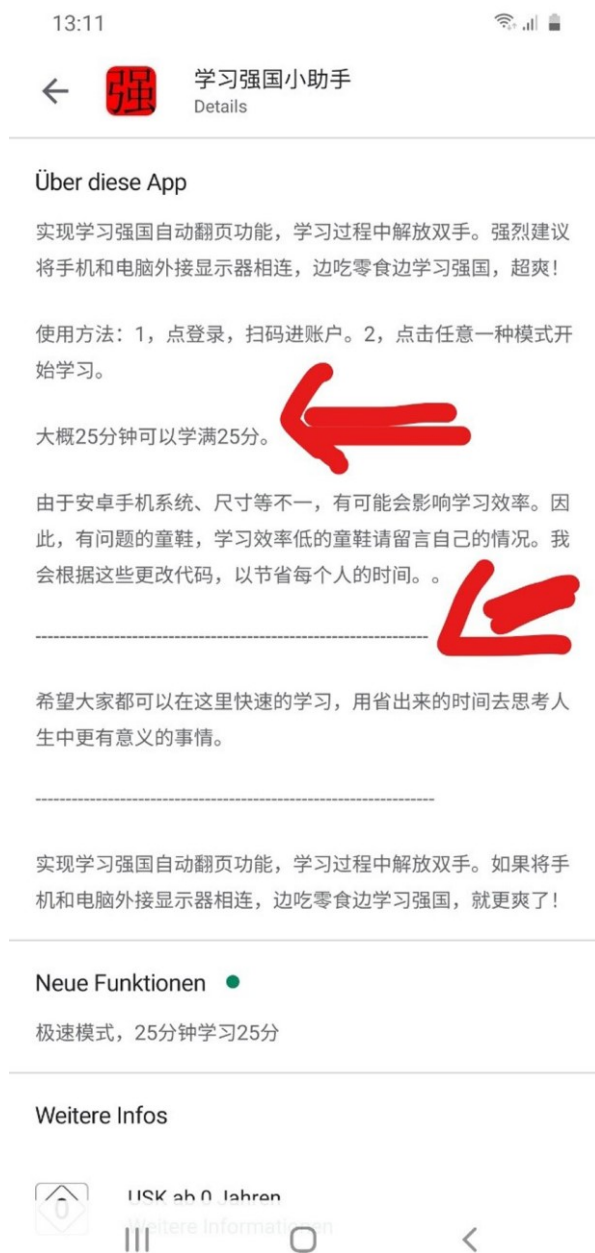 13:11
强
学习强国小助手
Details
Über diese App
实现学习强国自动翻页功能，学习过程中解放双手。强烈建议
将手机和电脑外接显示器相连，边吃零食边学习强国，超爽！
使用方法：1，点登录，扫码进账户。2，点击任意一种模式开
始学习。
大概25分钟可以学满25分。
由于安卓手机系统、尺寸等不一，有可能会影响学习效率。因
此，有问题的童鞋，学习效率低的童鞋请留言自己的情况。我
会根据这些更改代码，以节省每个人的时间。。
------------------------------------------------------------------
希望大家都可以在这里快速的学习，用省出来的时间去思考人
生中更有意义的事情。
-------------------------------------------------------------------
实现学习强国自动翻页功能，学习过程中解放双手。如果将手
机和电脑外接显示器相连，边吃零食边学习强国，就更爽了！
Neue Funktionen
极速模式，25分钟学习25分
Weitere Infos
0
USK ab 0 Jahren
Weitere Informationen